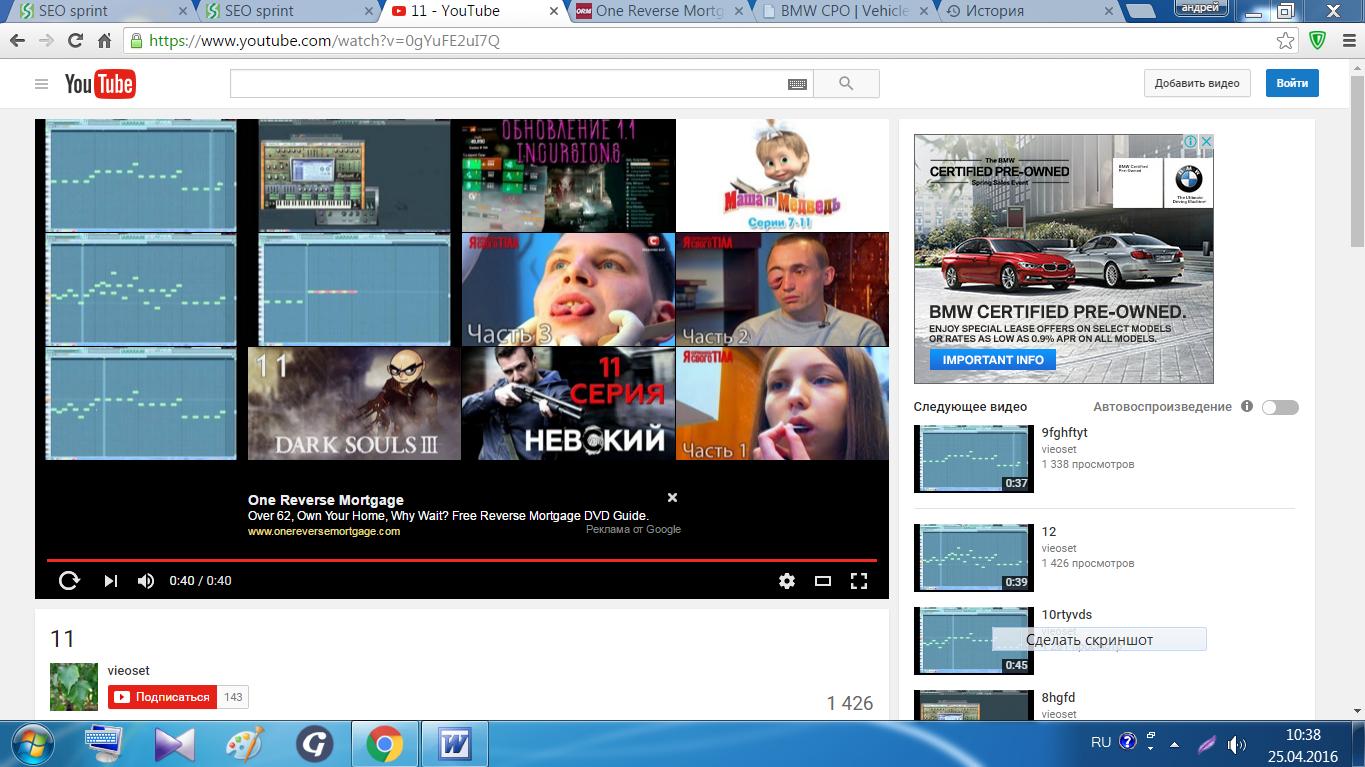 SEO sprint
SEO sprint
11 - YouTube
One Reverse Mortg
BMW CPO | Vehicle
История
андрей
https://www.youtube.com/watch?v=0gYuFE2uI7Q
YouTube
Добавить видео
Войти
ОБНОВЛЕНИЕ 1.1
INCURSIONS
Маша и Медведь
Серии 7-11
Я СВОГО ТІЛА
Часть 3
Я СВОГО ТІЛА
Часть 2
11
DARK SOULS III
11
СЕРИЯ
НЕВСКИЙ
Я СВОГО ТІЛА
Часть 1
One Reverse Mortgage
Over 62, Own Your Home, Why Wait? Free Reverse Mortgage DVD Guide.
www.onereversemortgage.com
Реклама от Google
0:40 / 0:40
11
vieoset
Подписаться
143
1 426
The BMW
CERTIFIED PRE-OWNED
Spring Sales Event
BMW Certified
Pre-Owned
The Ultimate
Driving Machine
BMW CERTIFIED PRE-OWNED.
ENJOY SPECIAL LEASE OFFERS ON SELECT MODELS
OR RATES AS LOW AS 0.9% APR ON ALL MODELS.
IMPORTANT INFO
Следующее видео
Автовоспроизведение
9fghftyt
vieoset
1 338 просмотров
0:37
12
vieoset
1 426 просмотров
0:39
10rtyvds
Сделать скриншот
0:45
8hgfd
vieoset
RU
10:38
25.04.2016